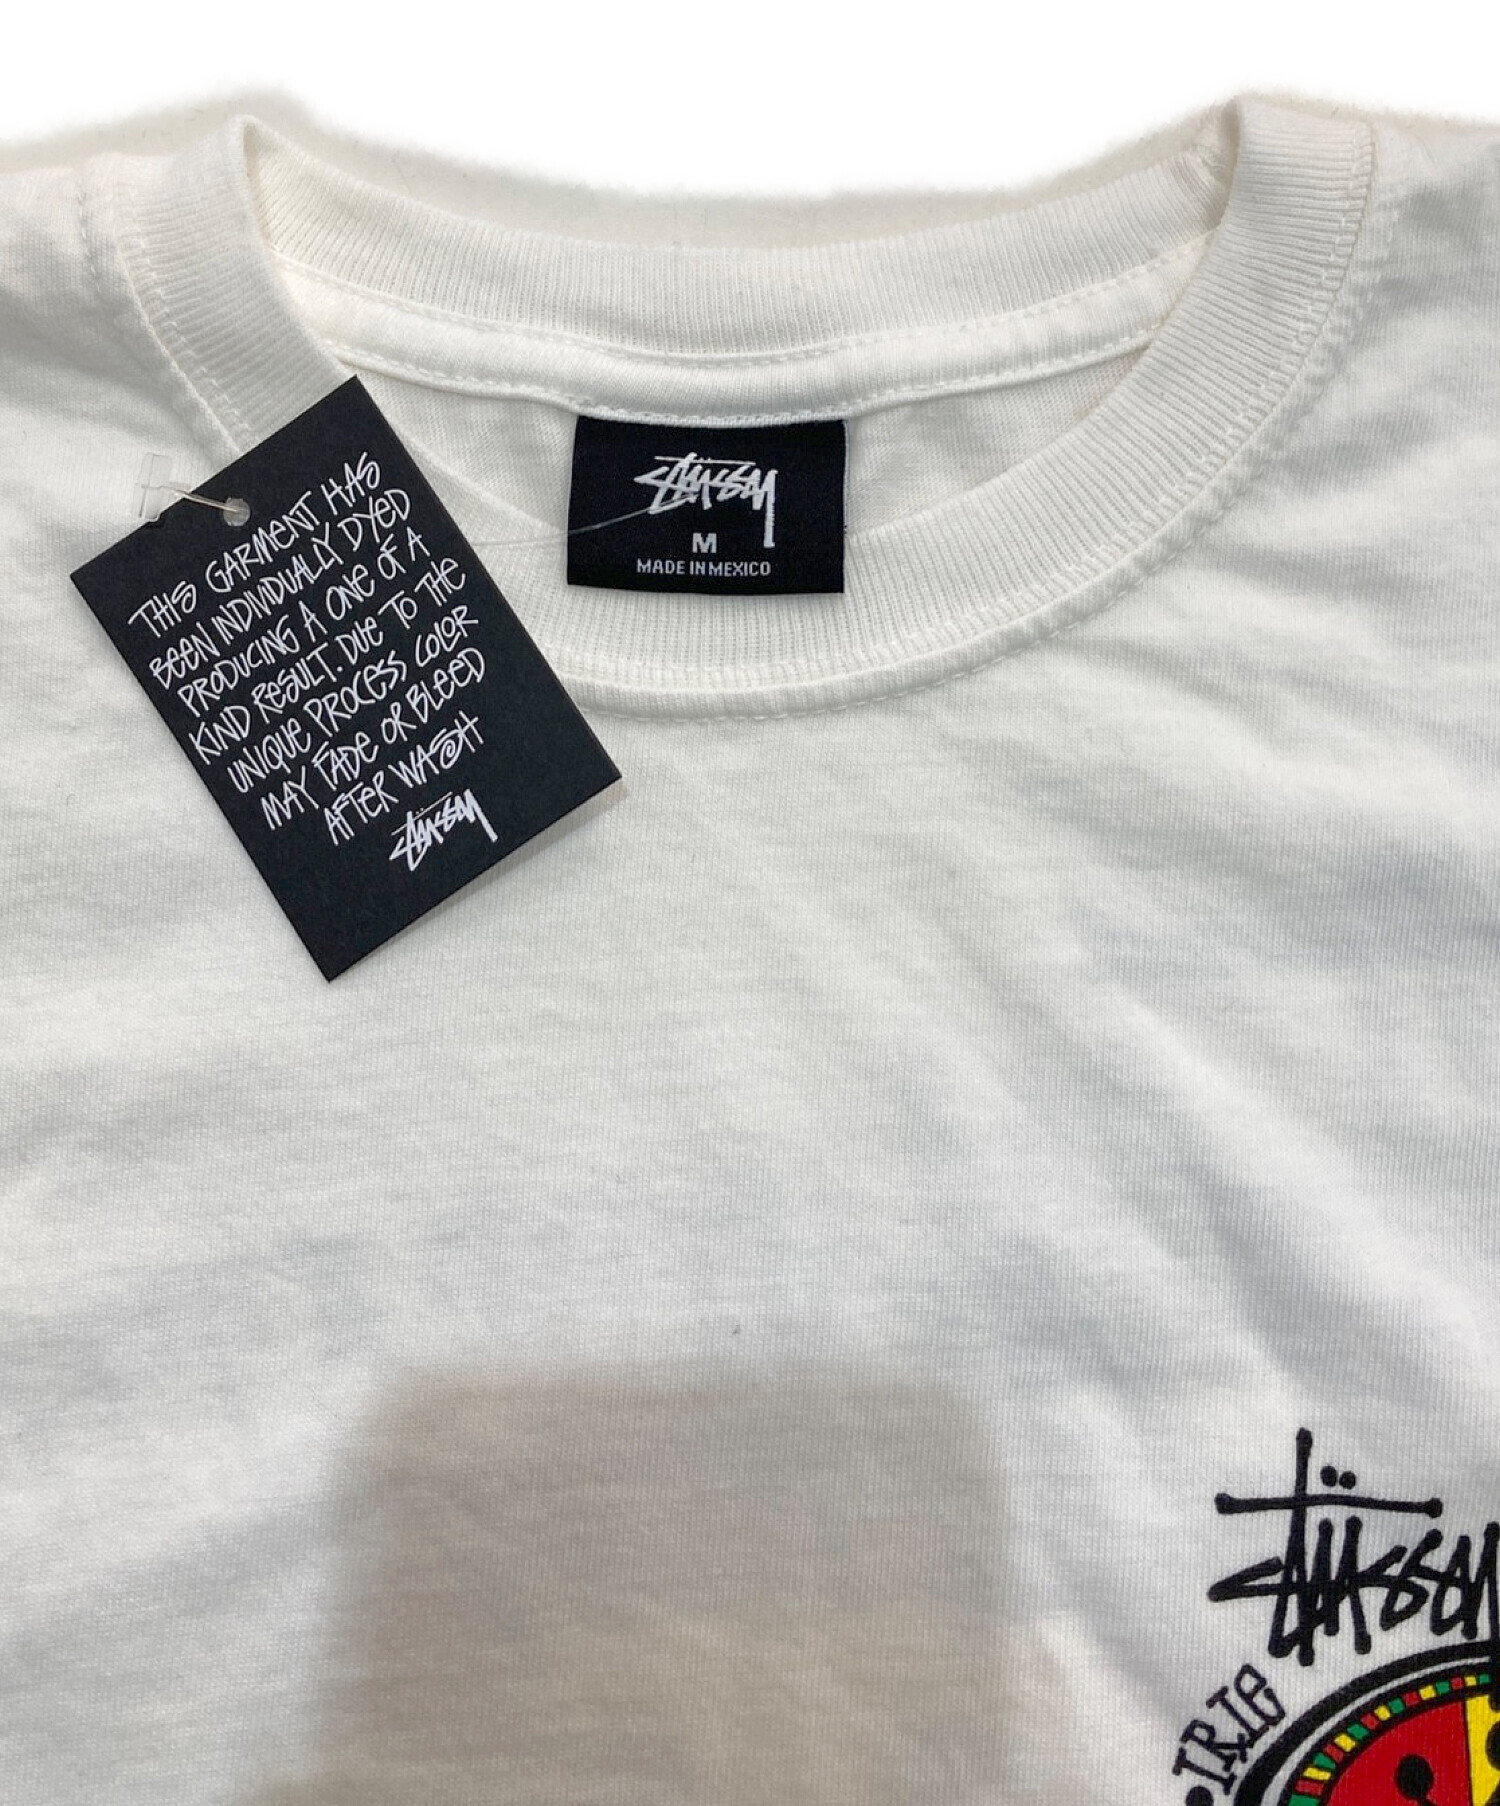 STÜSSY
M
MADE IN MEXICO
THIS GARMENT HAS
BEEN INDIVIDUALLY DYED
PRODUCING A ONE OF A
KIND RESULT. DUE TO THE
UNIQUE PROCESS COLOR
MAY FADE OR BLEED
AFTER WASH
STÜSSY
STÜSSY
IRIE